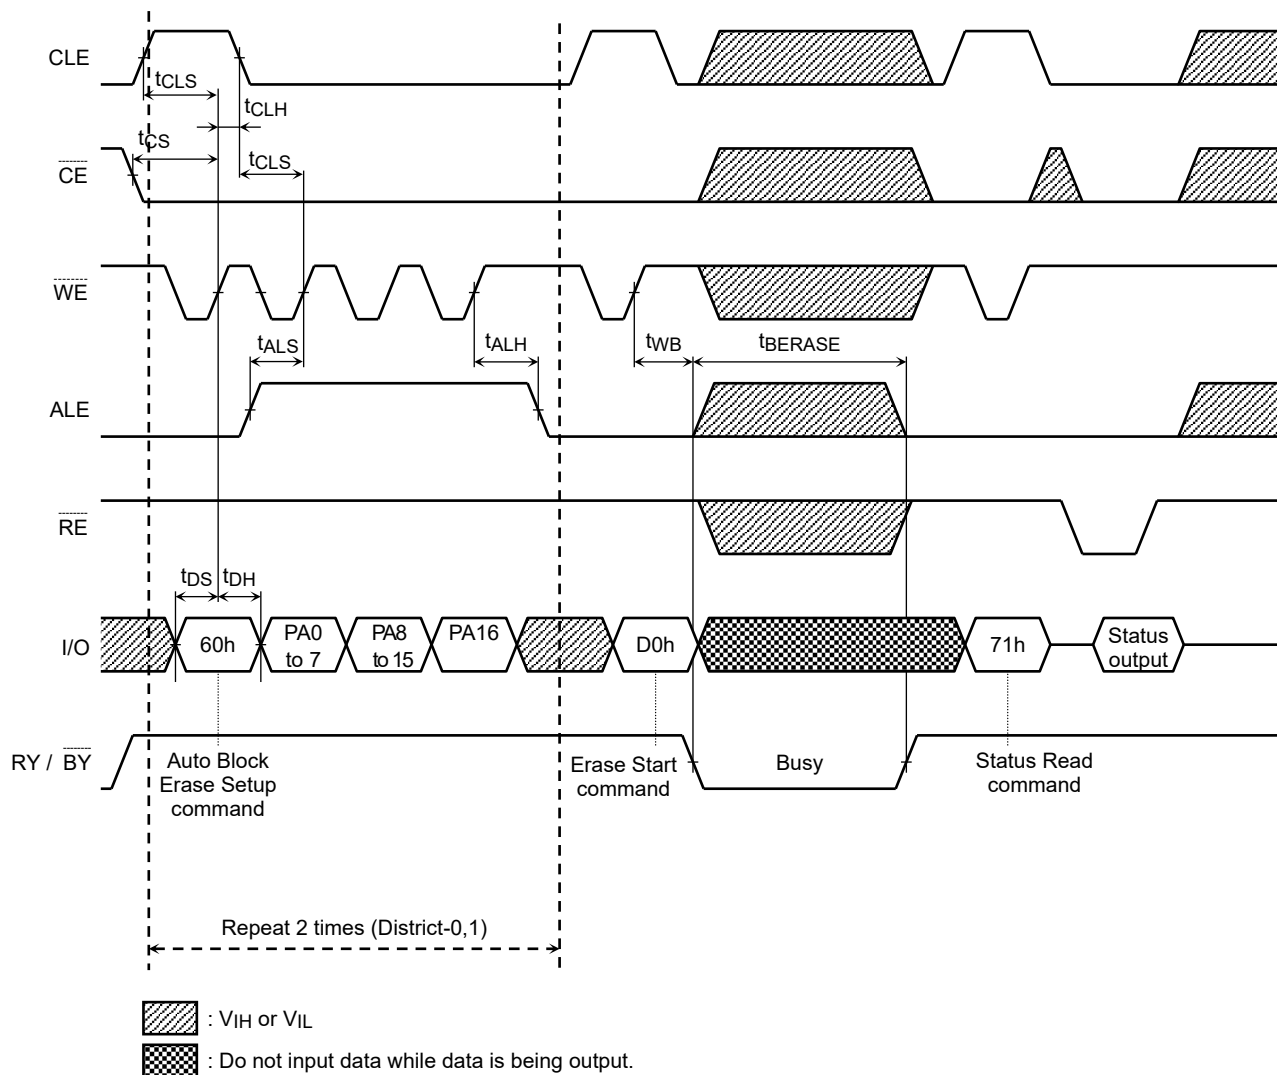 CLE
tCLS
tCLH
tCS
CE
tCLS
WE
tALS
tALH
tWB
tBERASE
ALE
RE
tDS
tDH
I/O
60h
PA0
to 7
PA8
to 15
PA16
D0h
71h
Status
output
RY / BY
Auto Block
Erase Setup
command
Erase Start
command
Busy
Status Read
command
Repeat 2 times (District-0,1)
: VIH or VIL
: Do not input data while data is being output.